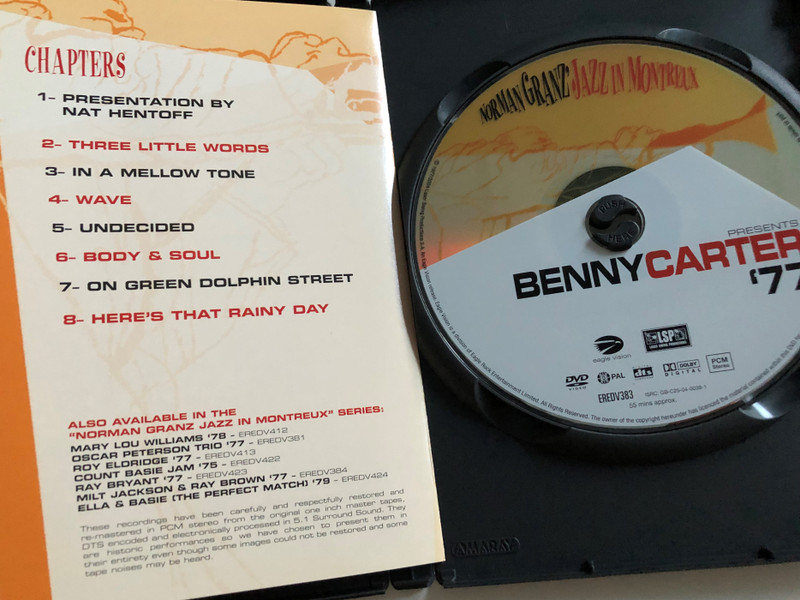 CHAPTERS
1- PRESENTATION BY
NAT HENTOFF
2- THREE LITTLE WORDS
3- IN A MELLOW TONE
4- WAVE
5- UNDECIDED
6- BODY & SOUL
7- ON GREEN DOLPHIN STREET
8- HERE'S THAT RAINY DAY
ALSO AVAILABLE IN THE
"NORMAN GRANZ JAZZ IN MONTREUX" SERIES:
MARY LOU WILLIAMS '78 - EREDV412
OSCAR PETERSON TRIO '77 - EREDV381
ROY ELDRIDGE '77 - EREDV413
COUNT BASIE JAM '75 - EREDV422
RAY BRYANT '77 - EREDV423
MILT JACKSON & RAY BROWN '77 - EREDV384
ELLA & BASIE (THE PERFECT MATCH) '79 - EREDV424
These recordings have been carefully and respectfully restored and
re-mastered in PCM stereo from the original one inch master tapes,
DTS encoded and electronically processed in 5.1 Surround Sound. They
are historic performances so we have chosen to present them in
their entirety even though some images could not be restored and some
tape noises may be heard.
NORMAN GRANZ' JAZZ IN MONTREUX
PUSH
HERE
PRESENTS
BENNY CARTER
'77
eagle vision
LSP
DVD
VIDEO
PAL
dts
DOLBY
DIGITAL
PCM
Stereo
EREDV383
55 mins approx.
AMARAY